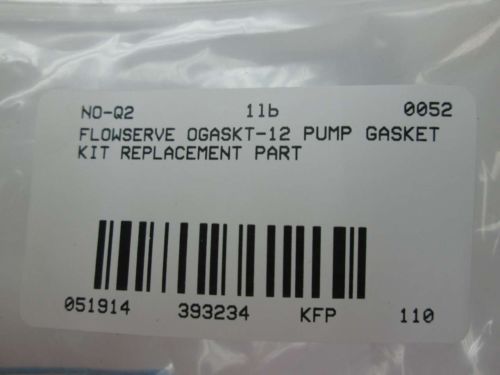 NO-Q2 1lb 0052
FLOWSERVE OGASKT-12 PUMP GASKET
KIT REPLACEMENT PART
051914 393234 KFP 110